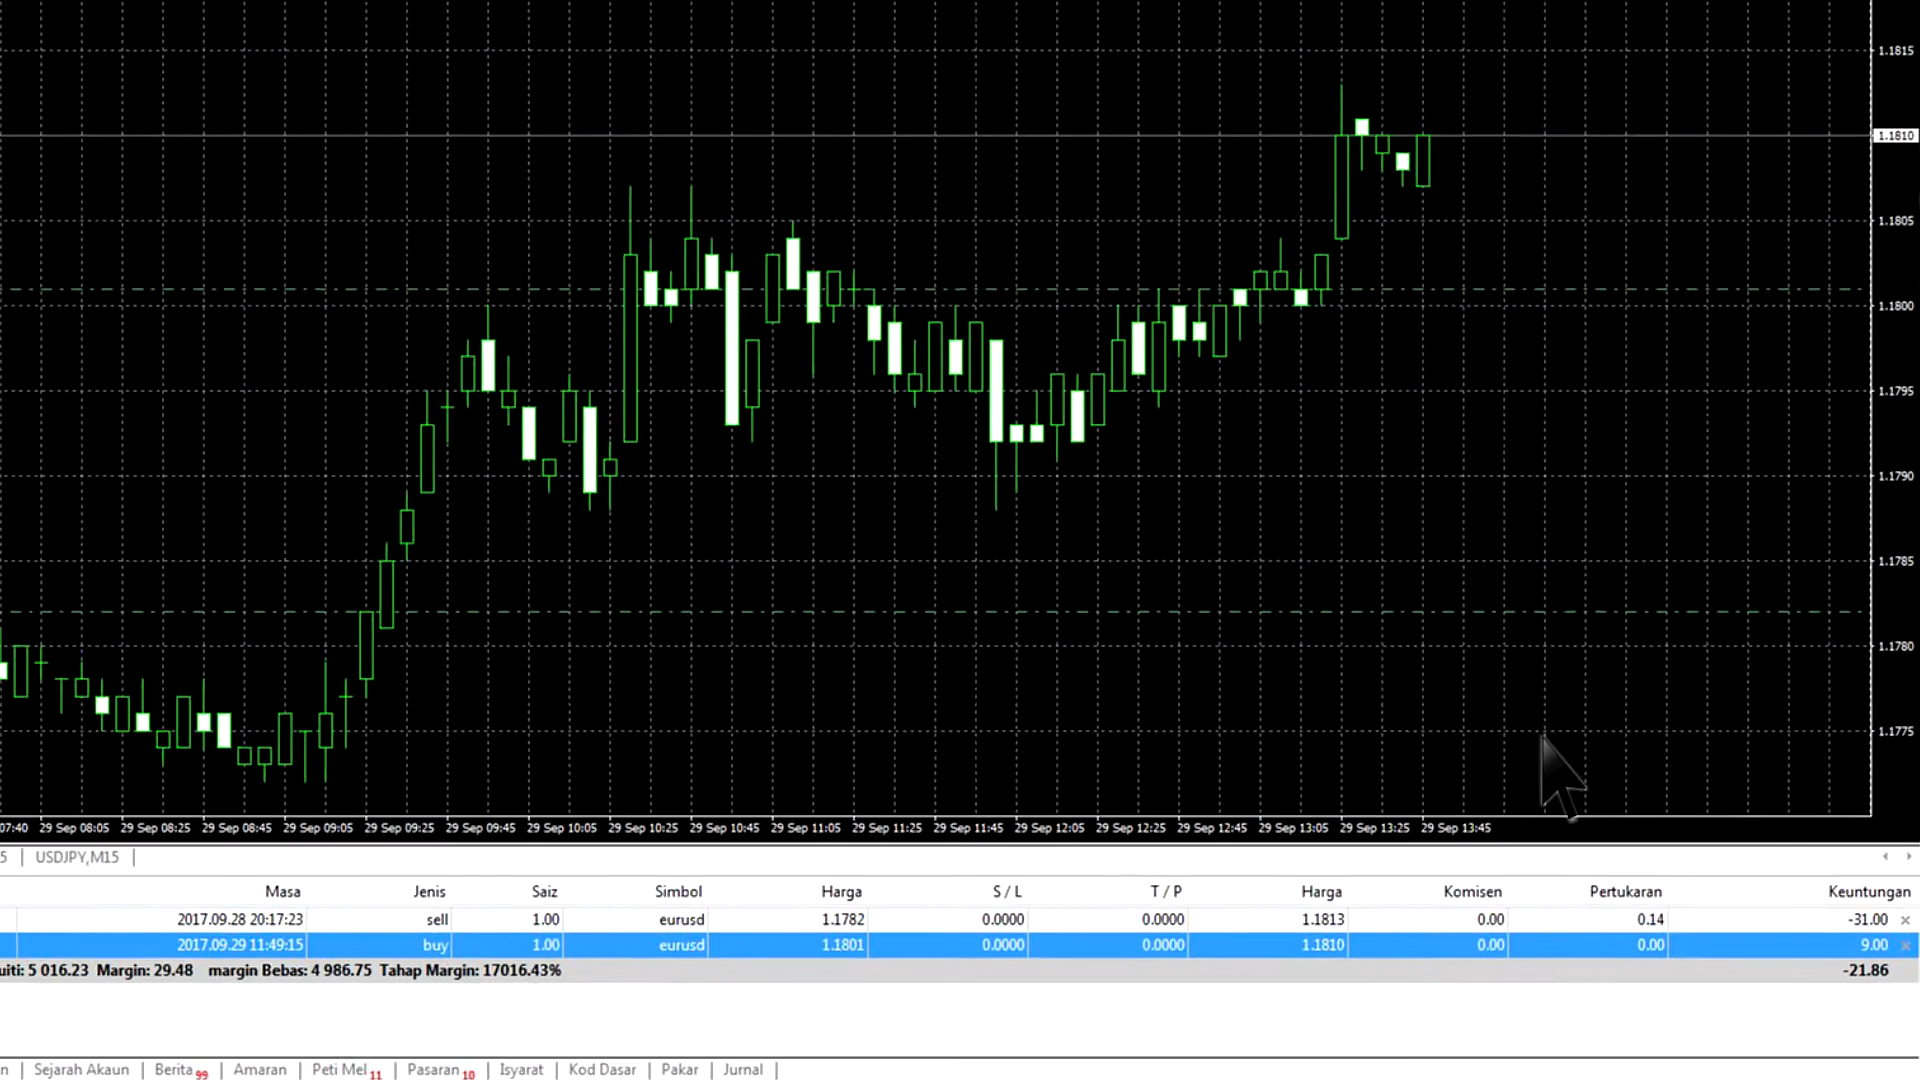 1.1815
1.1810
1.1805
1.1800
1.1795
1.1790
1.1785
1.1780
1.1775
07:40 29 Sep 08:05 29 Sep 08:25 29 Sep 08:45 29 Sep 09:05 29 Sep 09:25 29 Sep 09:45 29 Sep 10:05 29 Sep 10:25 29 Sep 10:45 29 Sep 11:05 29 Sep 11:25 29 Sep 11:45 29 Sep 12:05 29 Sep 12:25 29 Sep 12:45 29 Sep 13:05 29 Sep 13:25 29 Sep 13:45
5 | USDJPY,M15 |
Masa Jenis Saiz Simbol Harga S / L T / P Harga Komisen Pertukaran Keuntungan
2017.09.28 20:17:23 sell 1.00 eurusd 1.1782 0.0000 0.0000 1.1813 0.00 0.14 -31.00
2017.09.29 11:49:15 buy 1.00 eurusd 1.1801 0.0000 0.0000 1.1810 0.00 0.00 9.00
uiti: 5 016.23 Margin: 29.48 margin Bebas: 4 986.75 Tahap Margin: 17016.43% -21.86
n | Sejarah Akaun | Berita 99 | Amaran | Peti Mel 11 | Pasaran 10 | Isyarat | Kod Dasar | Pakar | Jurnal |